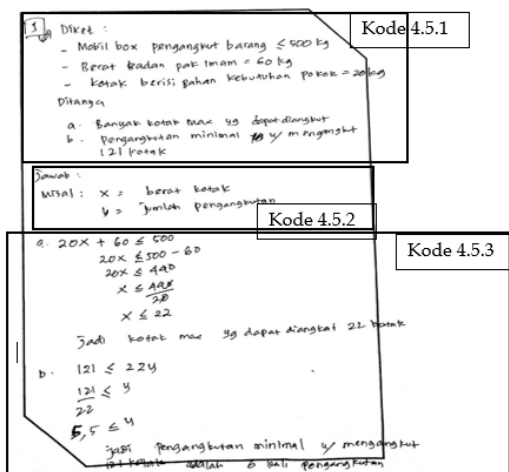 Kode 4.5.1
1 Diket :
- Mobil box pengangkut barang ≤ 500 kg
- Berat Badan pak Imam = 60 kg
- kotak berisi bahan kebutuhan pokok = 20 kg
Ditanya
a. Banyak kotak max yg dapat diangkut
b. Pengangkutan minimal u/ mengangkut
121 kotak
Jawab :
Misal : x = berat kotak
y = jumlah pengangkutan
Kode 4.5.2
Kode 4.5.3
a. 20x + 60 ≤ 500
20x ≤ 500 - 60
20x ≤ 440
x ≤ 440/20
x ≤ 22
Jadi kotak max yg dapat diangkat 22 kotak
b. 121 ≤ 22y
121/22 ≤ y
5,5 ≤ y
Jadi pengangkutan minimal u/ mengangkut
121 kotak adalah 6 kali pengangkutan